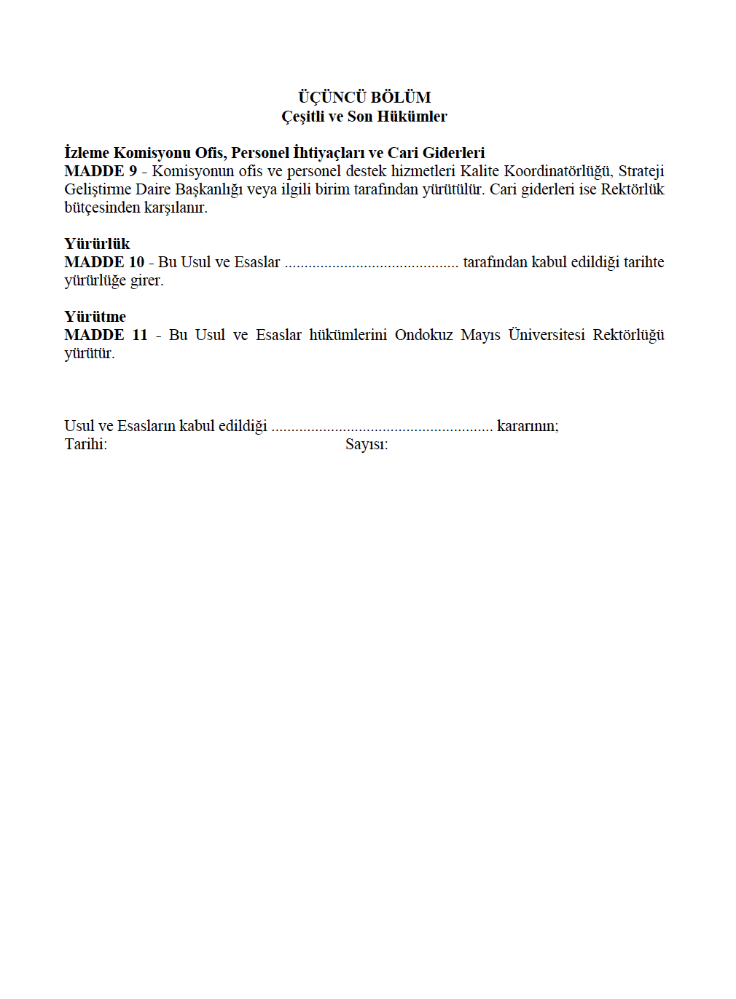 ÜÇÜNCÜ BÖLÜM
Çeşitli ve Son Hükümler
İzleme Komisyonu Ofis, Personel İhtiyaçları ve Cari Giderleri
MADDE 9 - Komisyonun ofis ve personel destek hizmetleri Kalite Koordinatörlüğü, Strateji
Geliştirme Daire Başkanlığı veya ilgili birim tarafından yürütülür. Cari giderleri ise Rektörlük
bütçesinden karşılanır.
Yürürlük
MADDE 10 - Bu Usul ve Esaslar ............................................ tarafından kabul edildiği tarihte
yürürlüğe girer.
Yürütme
MADDE 11 - Bu Usul ve Esaslar hükümlerini Ondokuz Mayıs Üniversitesi Rektörlüğü
yürütür.
Usul ve Esasların kabul edildiği ........................................................ kararının;
Tarihi: Sayısı: